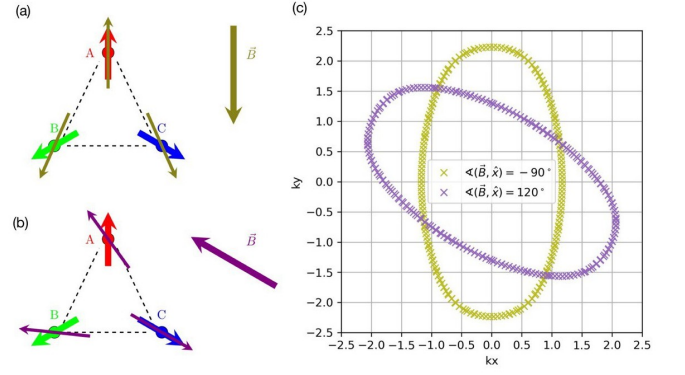 (a)
A
B
C
B⃗
(b)
A
B
C
B⃗
(c)
2.5
2.0
1.5
1.0
0.5
0.0
−0.5
−1.0
−1.5
−2.0
−2.5
ky
∢(B⃗, x̂) = −90°
∢(B⃗, x̂) = 120°
−2.5 −2.0 −1.5 −1.0 −0.5 0.0 0.5 1.0 1.5 2.0 2.5
kx